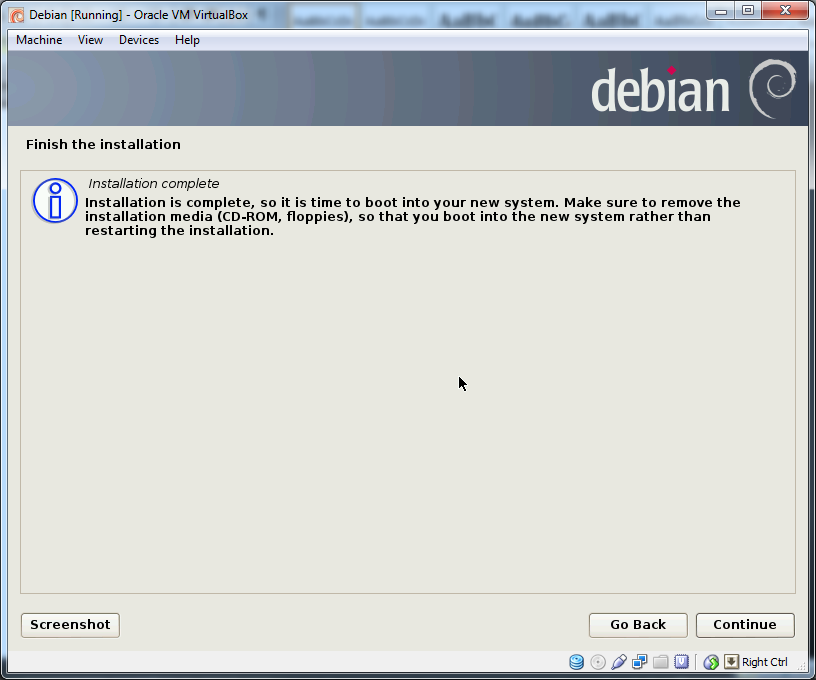 Debian [Running] - Oracle VM VirtualBox
Machine View Devices Help
debian
Finish the installation
Installation complete
Installation is complete, so it is time to boot into your new system. Make sure to remove the
installation media (CD-ROM, floppies), so that you boot into the new system rather than
restarting the installation.
Screenshot Go Back Continue
Right Ctrl